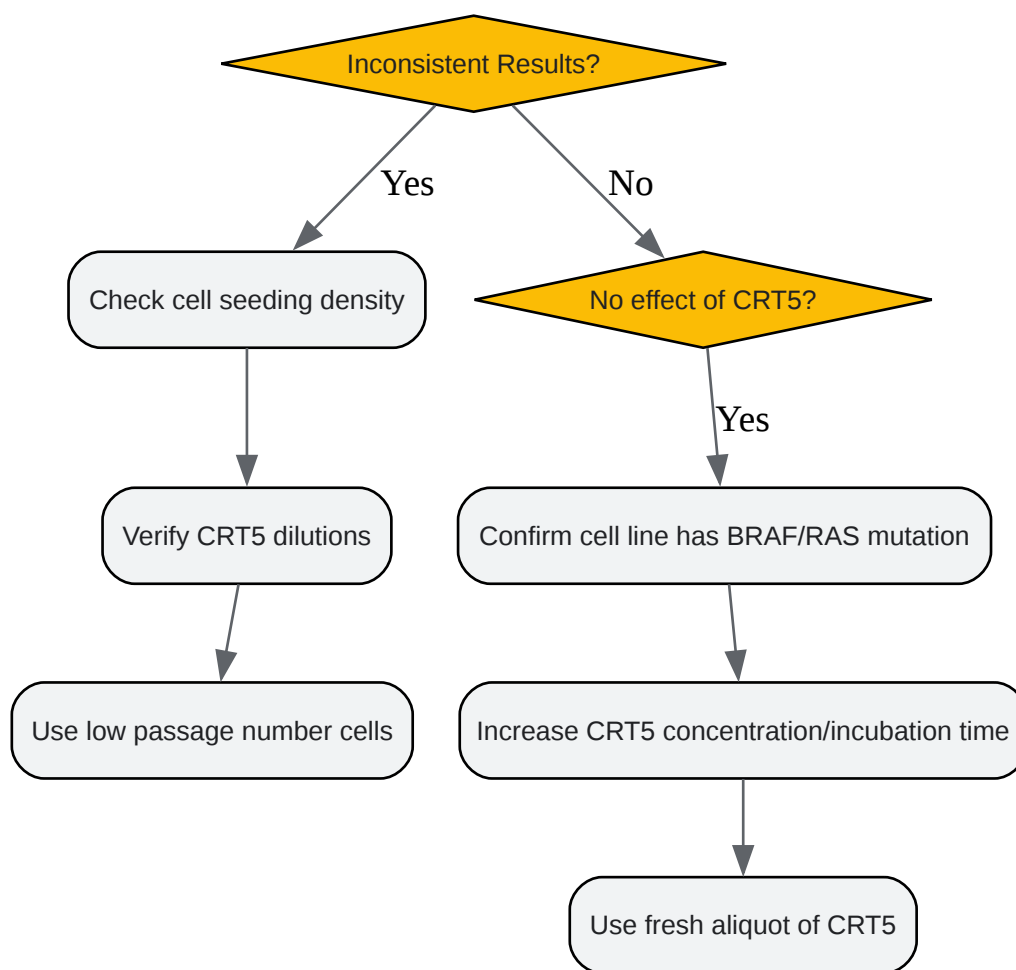 Inconsistent Results?
Yes
No
Check cell seeding density
No effect of CRT5?
Yes
Verify CRT5 dilutions
Confirm cell line has BRAF/RAS mutation
Use low passage number cells
Increase CRT5 concentration/incubation time
Use fresh aliquot of CRT5